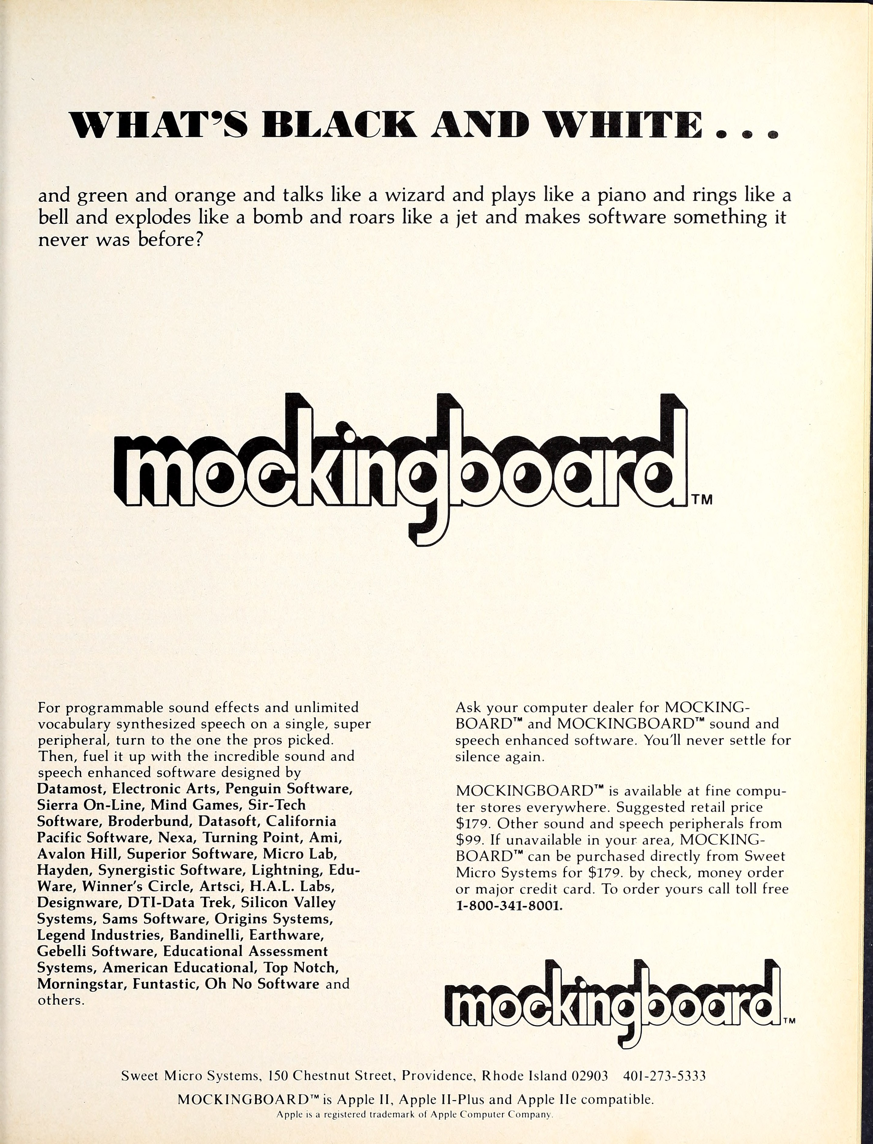 WHAT'S BLACK AND WHITE . . .
and green and orange and talks like a wizard and plays like a piano and rings like a
bell and explodes like a bomb and roars like a jet and makes software something it
never was before?
mockingboard™
For programmable sound effects and unlimited
vocabulary synthesized speech on a single, super
peripheral, turn to the one the pros picked.
Then, fuel it up with the incredible sound and
speech enhanced software designed by
Datamost, Electronic Arts, Penguin Software,
Sierra On-Line, Mind Games, Sir-Tech
Software, Broderbund, Datasoft, California
Pacific Software, Nexa, Turning Point, Ami,
Avalon Hill, Superior Software, Micro Lab,
Hayden, Synergistic Software, Lightning, Edu-
Ware, Winner's Circle, Artsci, H.A.L. Labs,
Designware, DTI-Data Trek, Silicon Valley
Systems, Sams Software, Origins Systems,
Legend Industries, Bandinelli, Earthware,
Gebelli Software, Educational Assessment
Systems, American Educational, Top Notch,
Morningstar, Funtastic, Oh No Software and
others.
Ask your computer dealer for MOCKING-
BOARD™ and MOCKINGBOARD™ sound and
speech enhanced software. You'll never settle for
silence again.
MOCKINGBOARD™ is available at fine compu-
ter stores everywhere. Suggested retail price
$179. Other sound and speech peripherals from
$99. If unavailable in your area, MOCKING-
BOARD™ can be purchased directly from Sweet
Micro Systems for $179. by check, money order
or major credit card. To order yours call toll free
1-800-341-8001.
mockingboard™
Sweet Micro Systems, 150 Chestnut Street, Providence, Rhode Island 02903 401-273-5333
MOCKINGBOARD™ is Apple II, Apple II-Plus and Apple IIe compatible.
Apple is a registered trademark of Apple Computer Company.